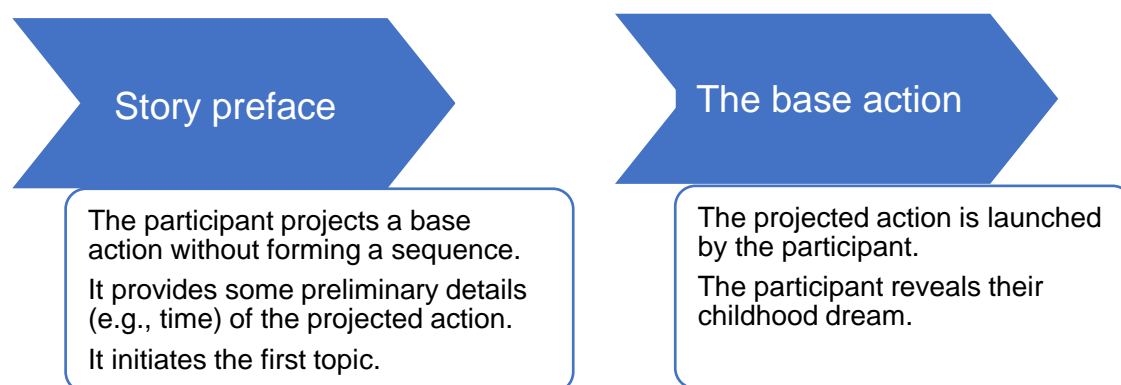 Story preface
The participant projects a base
action without forming a sequence.
It provides some preliminary details
(e.g., time) of the projected action.
It initiates the first topic.
The base action
The projected action is launched
by the participant.
The participant reveals their
childhood dream.